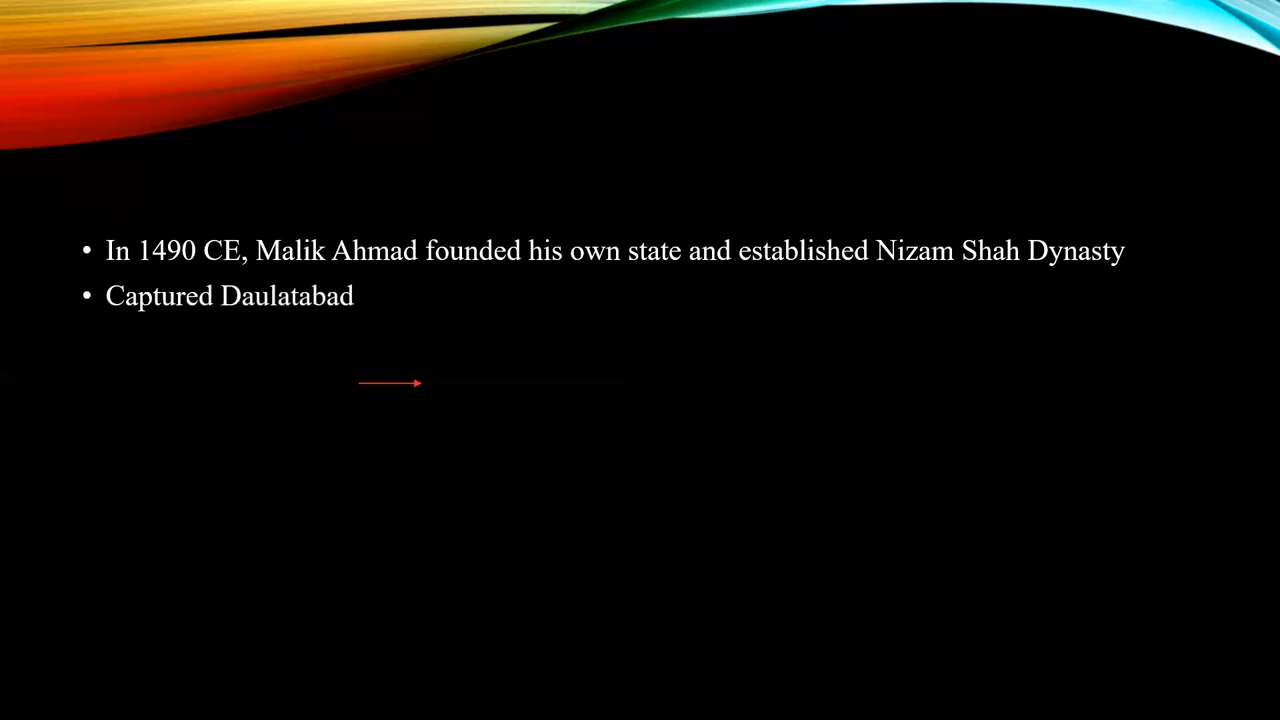 • In 1490 CE, Malik Ahmad founded his own state and established Nizam Shah Dynasty
• Captured Daulatabad